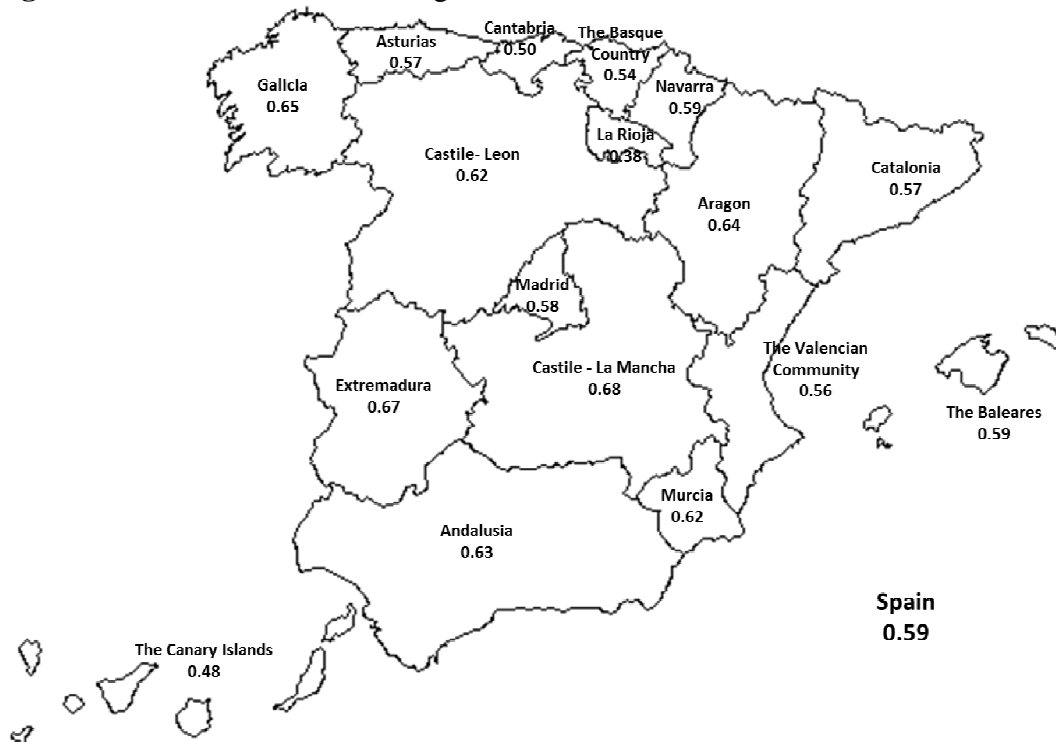 Cantabria
0.50
The Basque
Country
0.54
Asturias
0.57
Galicia
0.65
Navarra
0.59
La Rioja
0.38
Castile- Leon
0.62
Catalonia
0.57
Aragon
0.64
Madrid
0.58
The Valencian
Community
0.56
Castile - La Mancha
0.68
Extremadura
0.67
The Baleares
0.59
Murcia
0.62
Andalusia
0.63
Spain
0.59
The Canary Islands
0.48